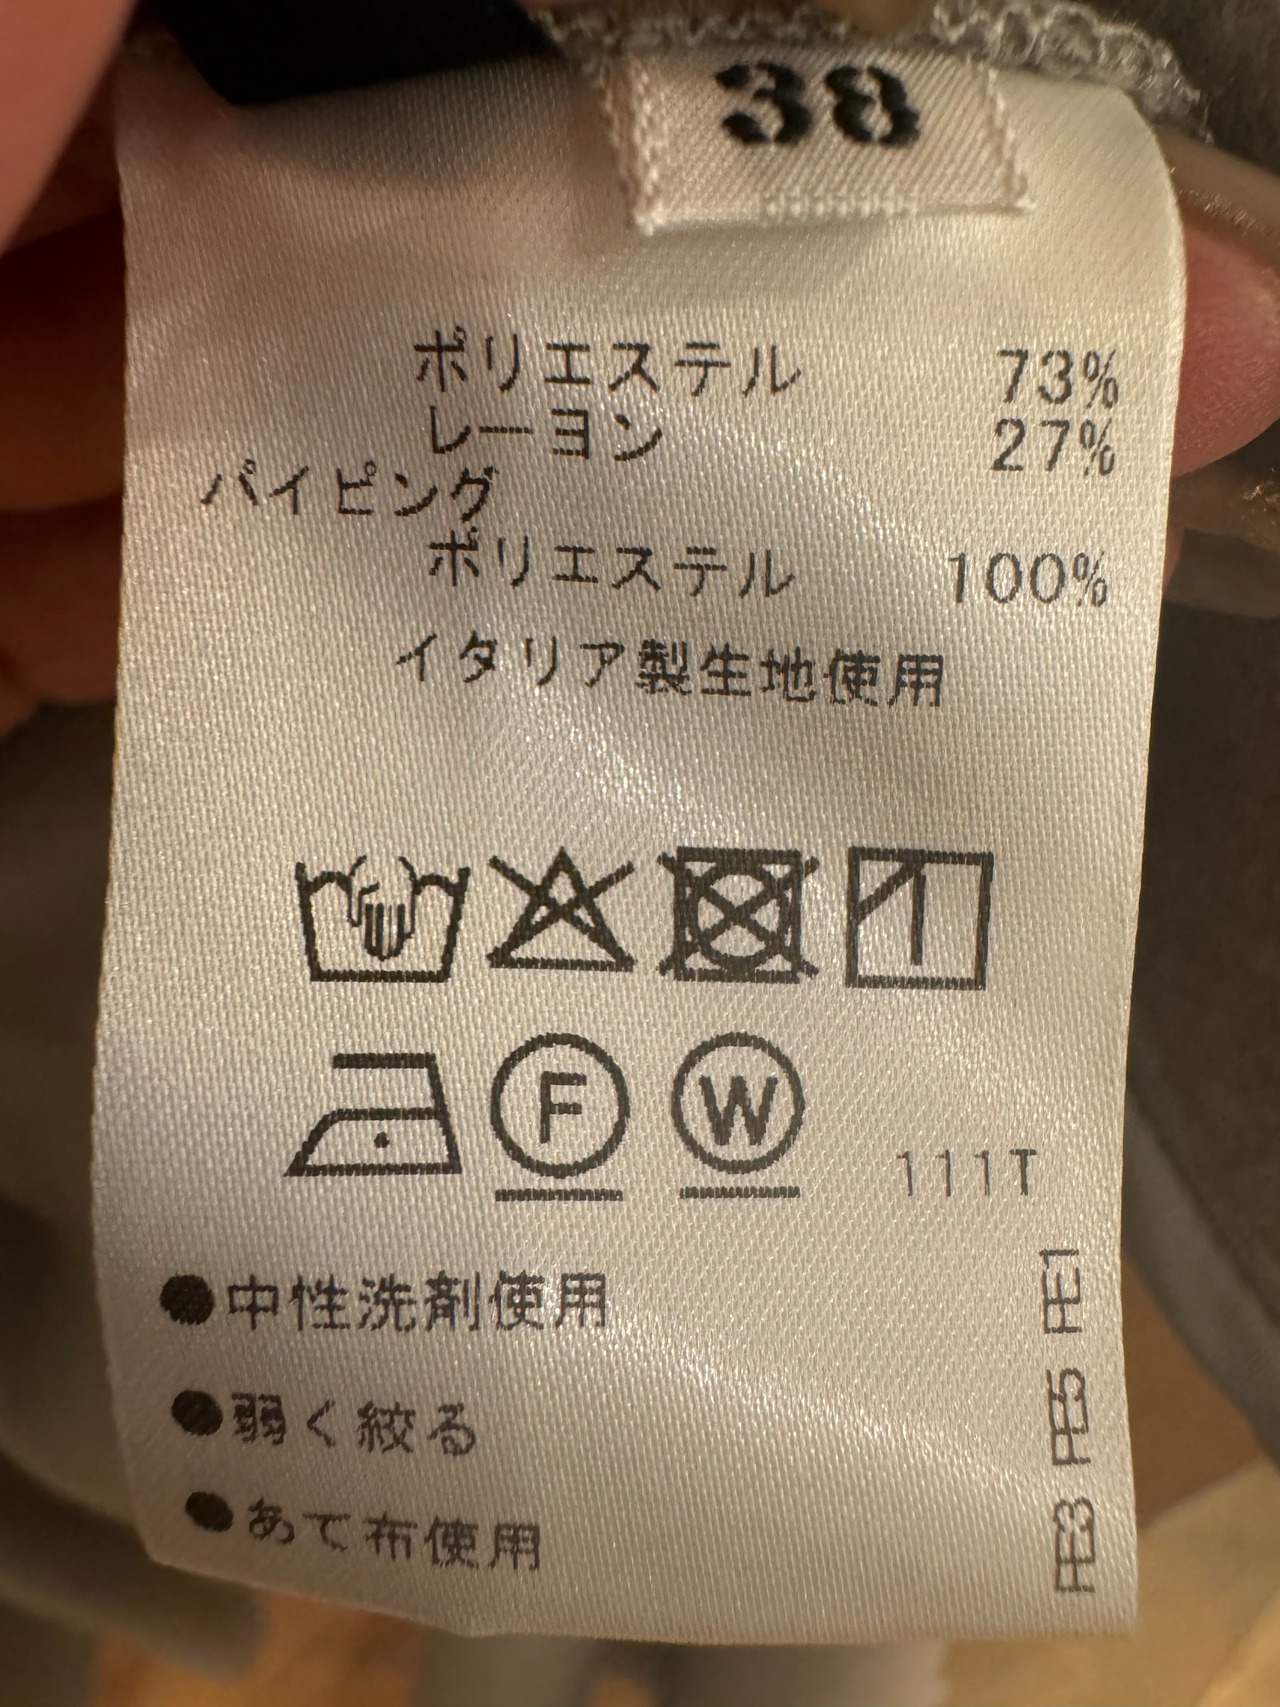 38
ポリエステル 73%
レーヨン 27%
パイピング
ポリエステル 100%
イタリア製生地使用
F W 111T
●中性洗剤使用
●弱く絞る
●あて布使用